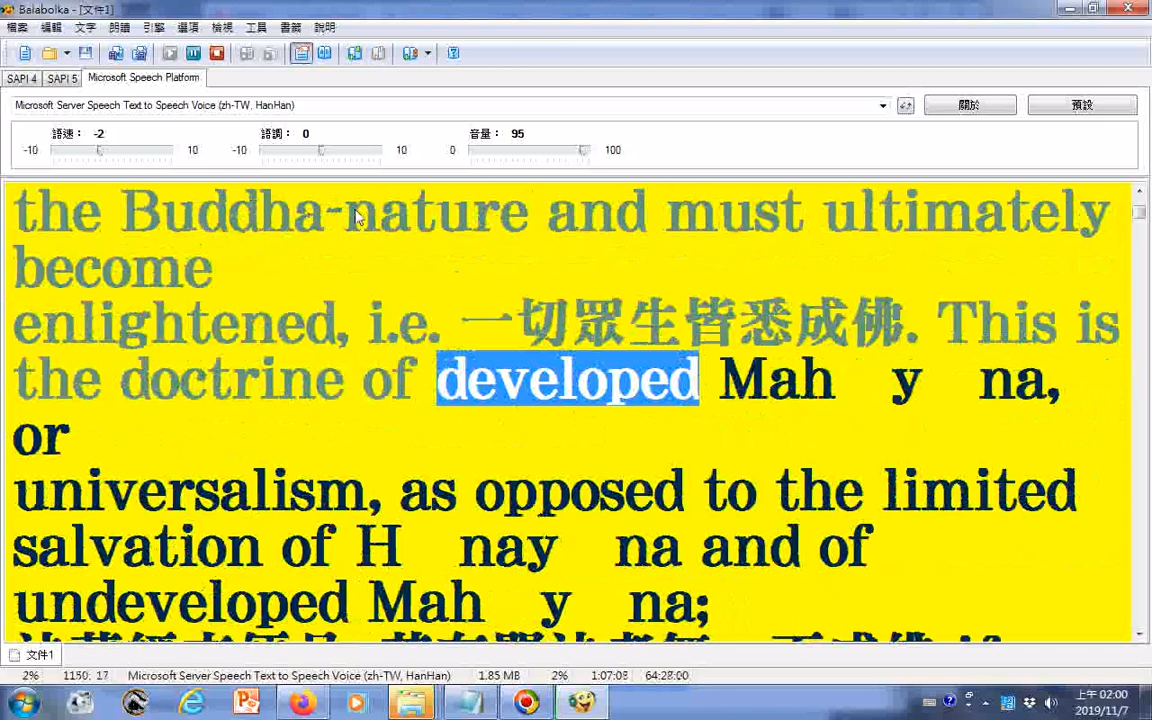 Balabolka - [文件1]
檔案 編輯 文字 朗讀 引擎 選項 檢視 工具 書籤 說明
SAPI 4 SAPI 5 Microsoft Speech Platform
Microsoft Server Speech Text to Speech Voice (zh-TW, HanHan) 關於 預設
語速： -2 語調： 0 音量： 95
-10 10 -10 10 0 100
the Buddha-nature and must ultimately
become
enlightened, i.e. 一切眾生皆悉成佛. This is
the doctrine of developed Mah y na,
or
universalism, as opposed to the limited
salvation of H nay na and of
undeveloped Mah y na;
文件1
2% 1150, 17 Microsoft Server Speech Text to Speech Voice (zh-TW, HanHan) 1.85 MB 2% 1:07:03 64:28:00
上午 02:00
2019/11/7